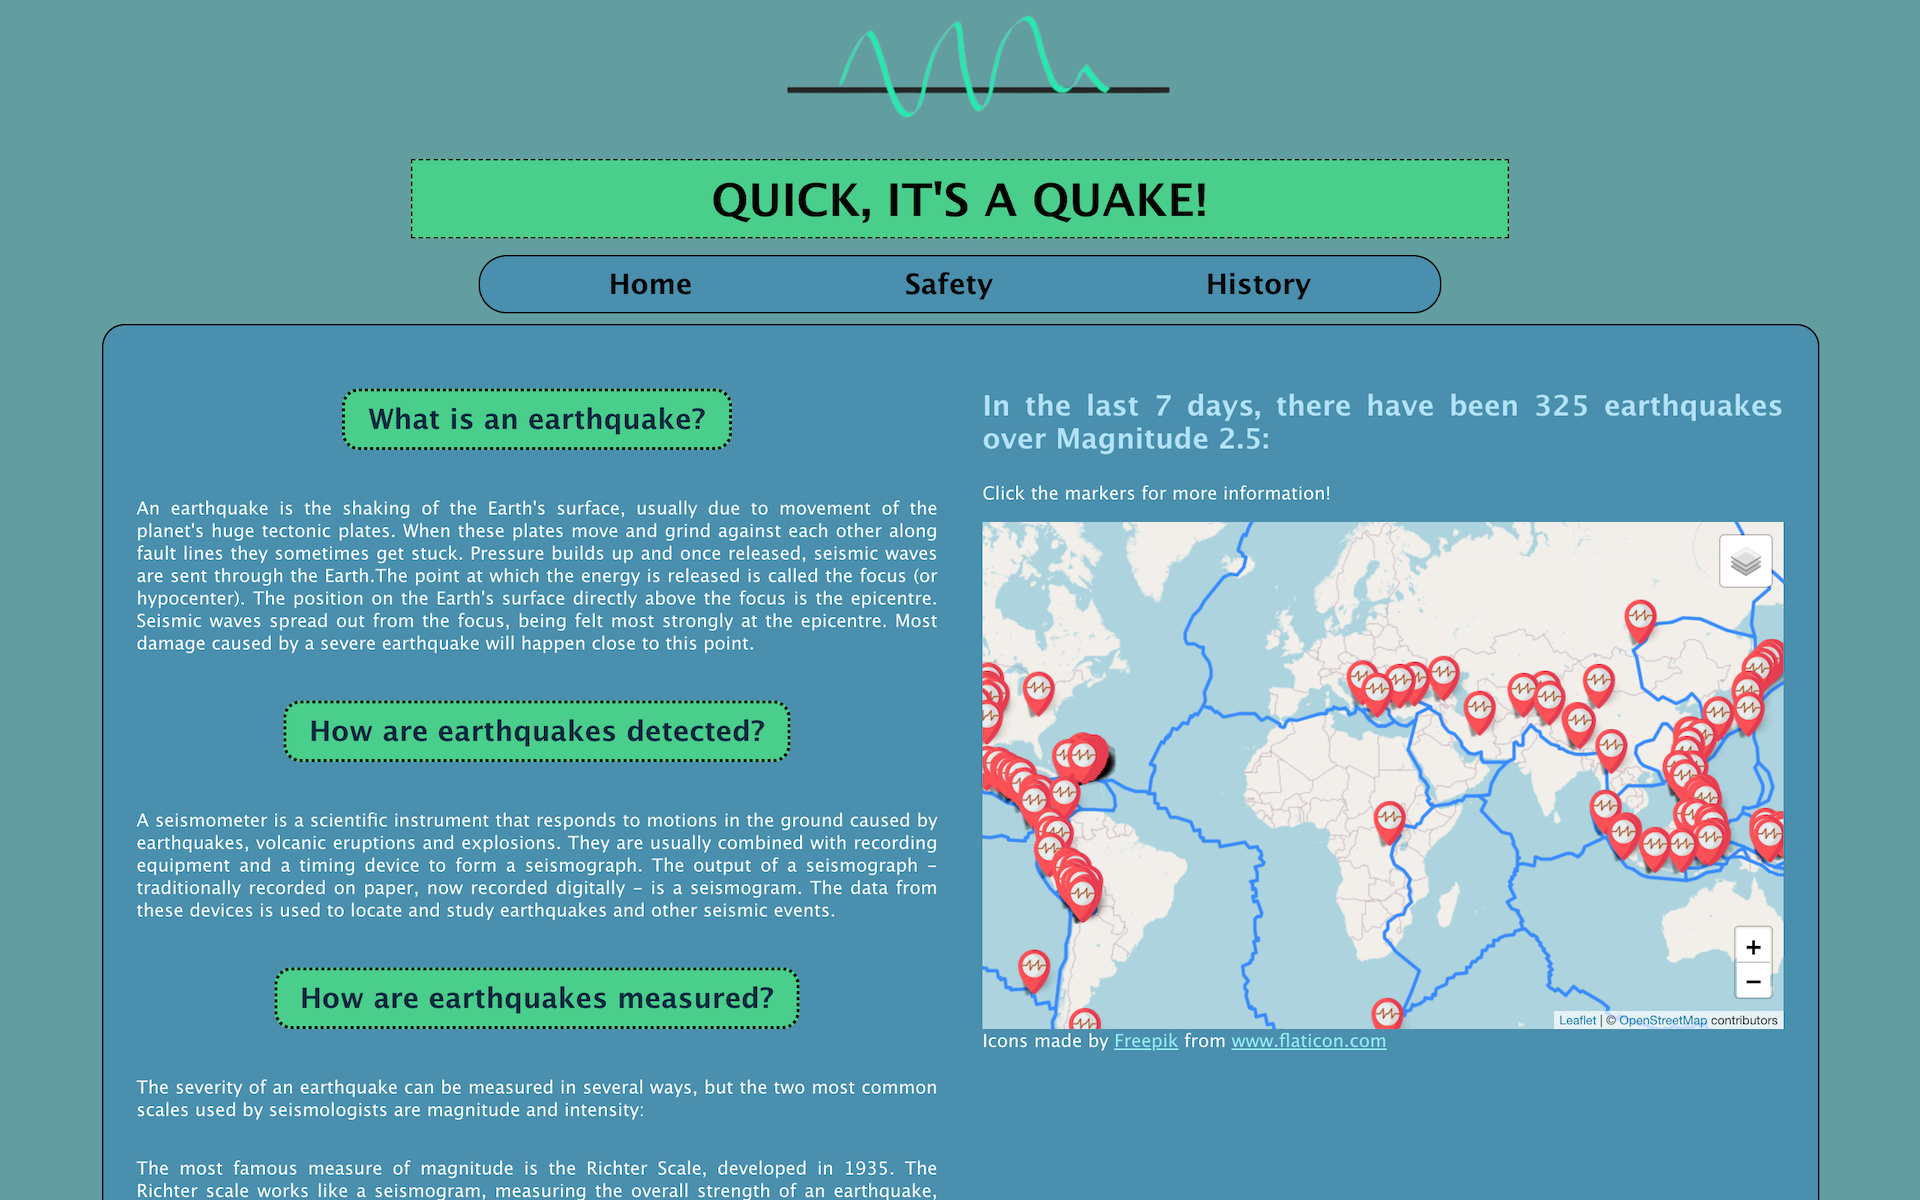 QUICK, IT'S A QUAKE!
Home
Safety
History
What is an earthquake?
An earthquake is the shaking of the Earth's surface, usually due to movement of the
planet's huge tectonic plates. When these plates move and grind against each other along
fault lines they sometimes get stuck. Pressure builds up and once released, seismic waves
are sent through the Earth.The point at which the energy is released is called the focus (or
hypocenter). The position on the Earth's surface directly above the focus is the epicentre.
Seismic waves spread out from the focus, being felt most strongly at the epicentre. Most
damage caused by a severe earthquake will happen close to this point.
How are earthquakes detected?
A seismometer is a scientific instrument that responds to motions in the ground caused by
earthquakes, volcanic eruptions and explosions. They are usually combined with recording
equipment and a timing device to form a seismograph. The output of a seismograph –
traditionally recorded on paper, now recorded digitally – is a seismogram. The data from
these devices is used to locate and study earthquakes and other seismic events.
How are earthquakes measured?
The severity of an earthquake can be measured in several ways, but the two most common
scales used by seismologists are magnitude and intensity:
The most famous measure of magnitude is the Richter Scale, developed in 1935. The
Richter scale works like a seismogram, measuring the overall strength of an earthquake,
In the last 7 days, there have been 325 earthquakes
over Magnitude 2.5:
Click the markers for more information!
+
−
Leaflet | © OpenStreetMap contributors
Icons made by Freepik from www.flaticon.com